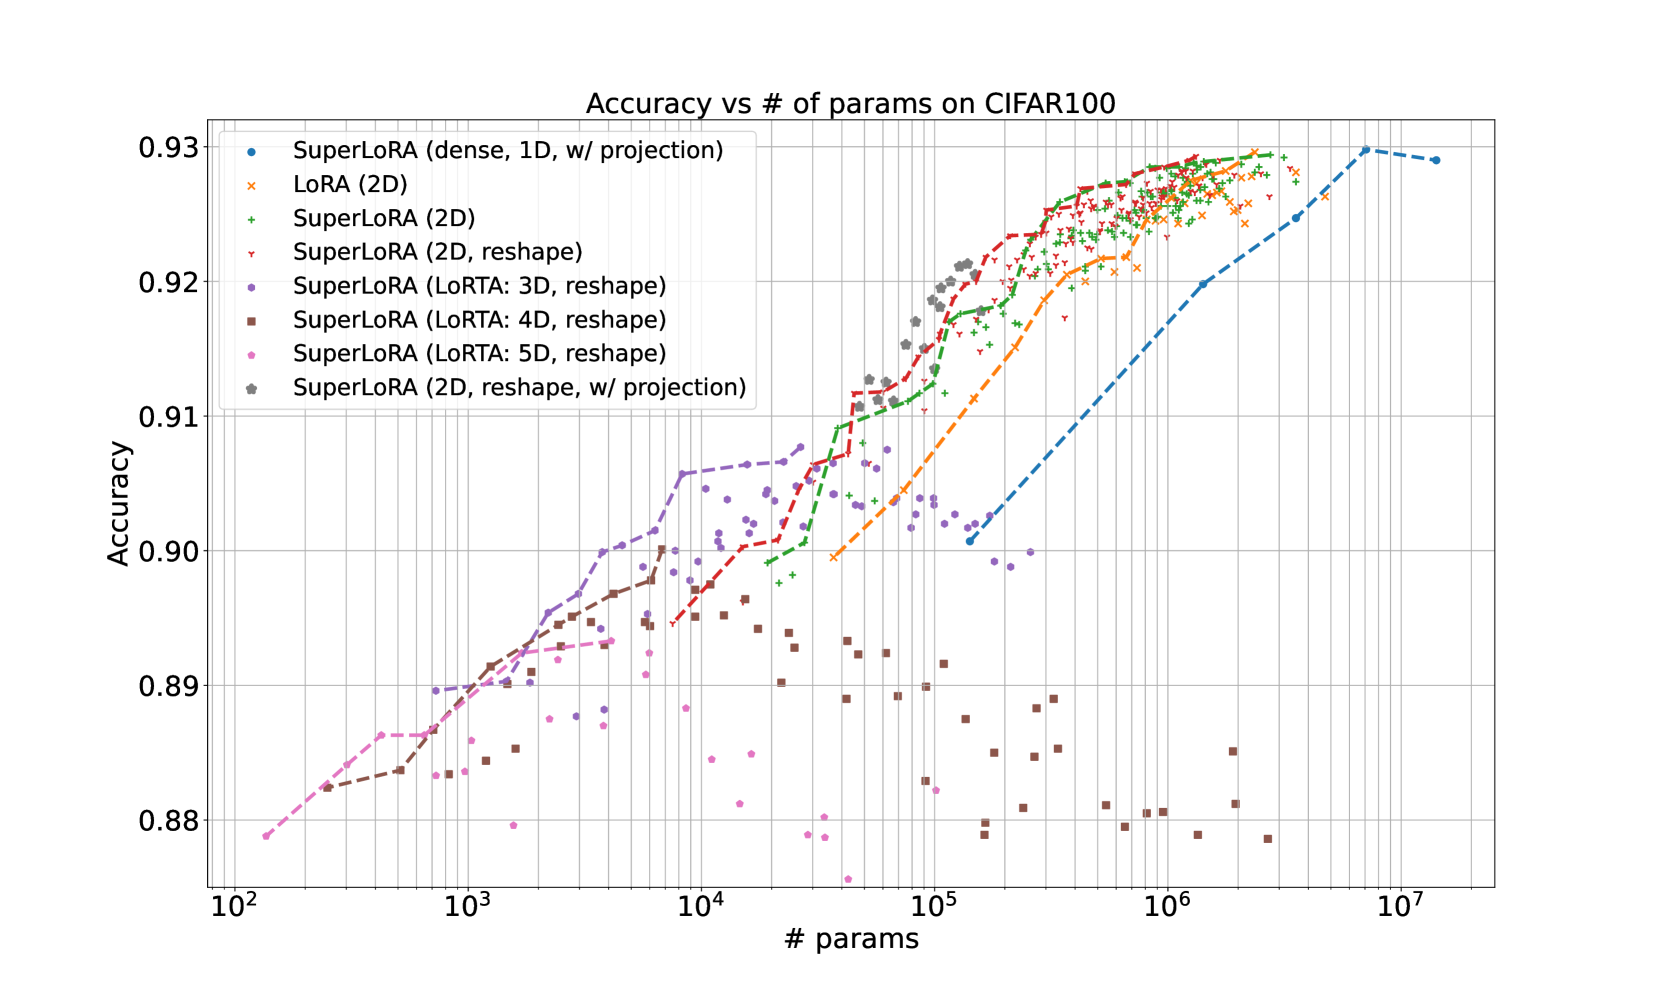 Accuracy vs # of params on CIFAR100
SuperLoRA (dense, 1D, w/ projection)
LoRA (2D)
SuperLoRA (2D)
SuperLoRA (2D, reshape)
SuperLoRA (LoRTA: 3D, reshape)
SuperLoRA (LoRTA: 4D, reshape)
SuperLoRA (LoRTA: 5D, reshape)
SuperLoRA (2D, reshape, w/ projection)
Accuracy
0.93
0.92
0.91
0.90
0.89
0.88
10² 10³ 10⁴ 10⁵ 10⁶ 10⁷
# params